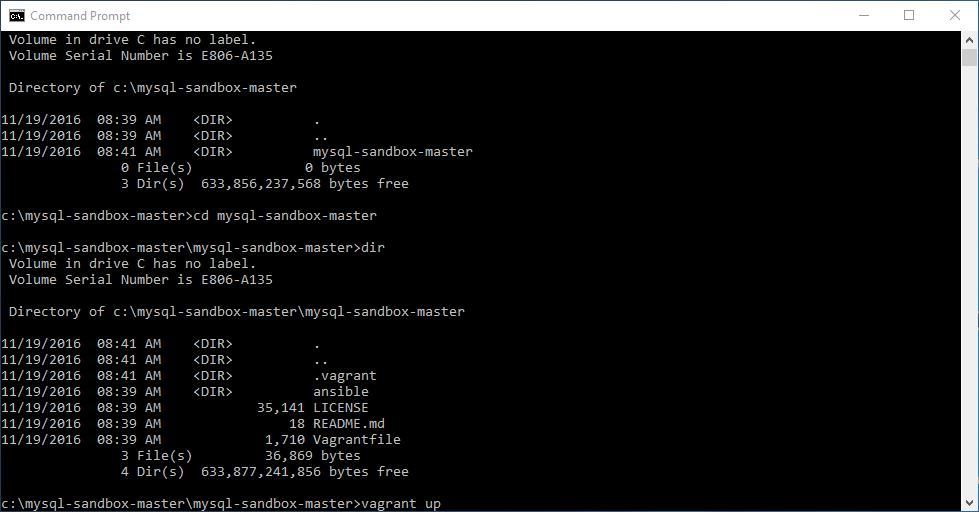 Command Prompt
Volume in drive C has no label.
Volume Serial Number is E806-A135
Directory of c:\mysql-sandbox-master
11/19/2016  08:39 AM    <DIR>          .
11/19/2016  08:39 AM    <DIR>          ..
11/19/2016  08:41 AM    <DIR>          mysql-sandbox-master
               0 File(s)              0 bytes
               3 Dir(s)  633,856,237,568 bytes free
c:\mysql-sandbox-master>cd mysql-sandbox-master
c:\mysql-sandbox-master\mysql-sandbox-master>dir
Volume in drive C has no label.
Volume Serial Number is E806-A135
Directory of c:\mysql-sandbox-master\mysql-sandbox-master
11/19/2016  08:41 AM    <DIR>          .
11/19/2016  08:41 AM    <DIR>          ..
11/19/2016  08:41 AM    <DIR>          .vagrant
11/19/2016  08:39 AM    <DIR>          ansible
11/19/2016  08:39 AM            35,141 LICENSE
11/19/2016  08:39 AM                18 README.md
11/19/2016  08:39 AM             1,710 Vagrantfile
               3 File(s)         36,869 bytes
               4 Dir(s)  633,877,241,856 bytes free
c:\mysql-sandbox-master\mysql-sandbox-master>vagrant up